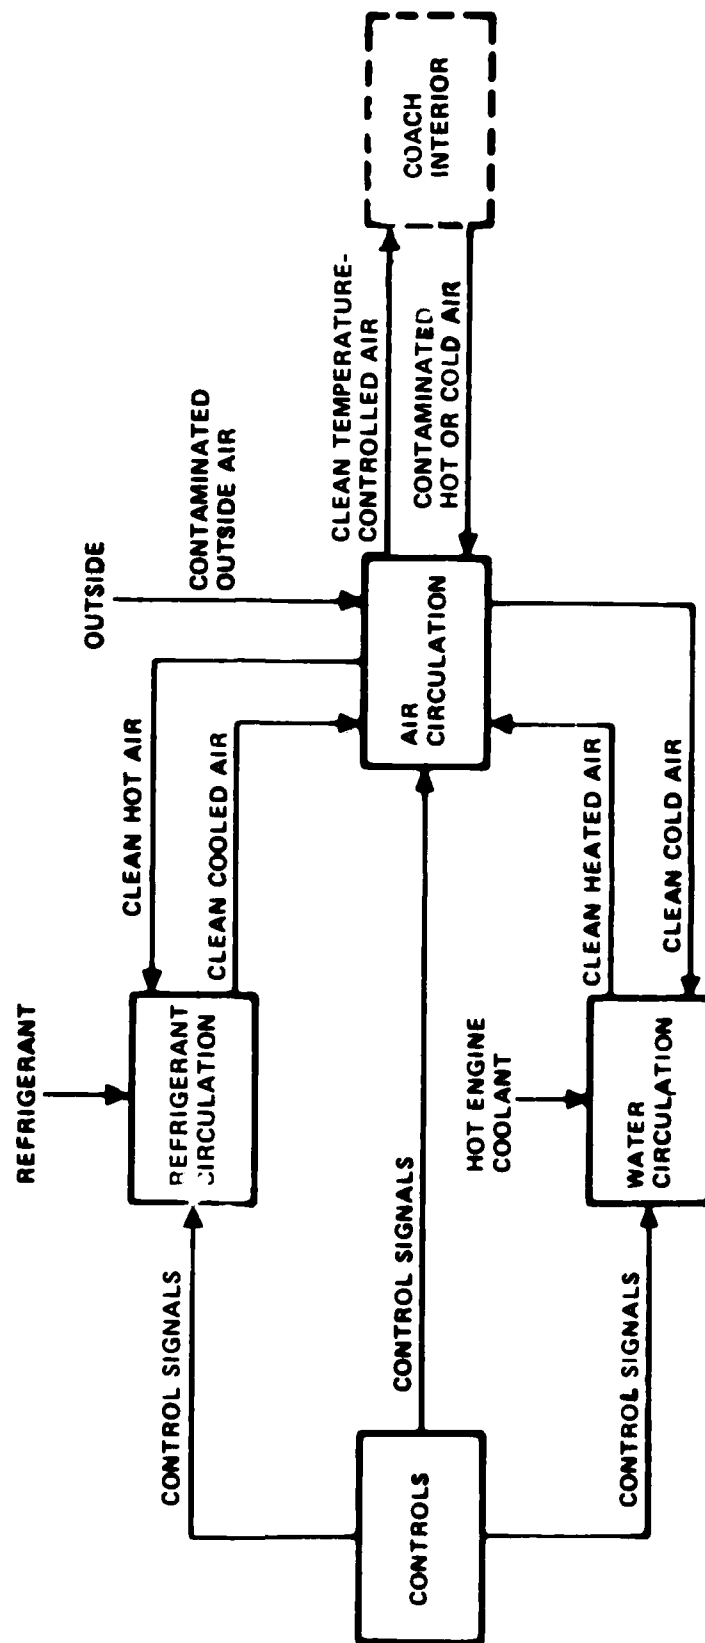 REFRIGERANT
OUTSIDE
CONTROL SIGNALS
REFRIGERANT
CIRCULATION
CLEAN HOT AIR
CLEAN COOLED AIR
CONTAMINATED
OUTSIDE AIR
CLEAN TEMPERATURE-
CONTROLLED AIR
CONTROLS
CONTROL SIGNALS
AIR
CIRCULATION
CONTAMINATED
HOT OR COLD AIR
COACH
INTERIOR
HOT ENGINE
COOLANT
CONTROL SIGNALS
WATER
CIRCULATION
CLEAN HEATED AIR
CLEAN COLD AIR